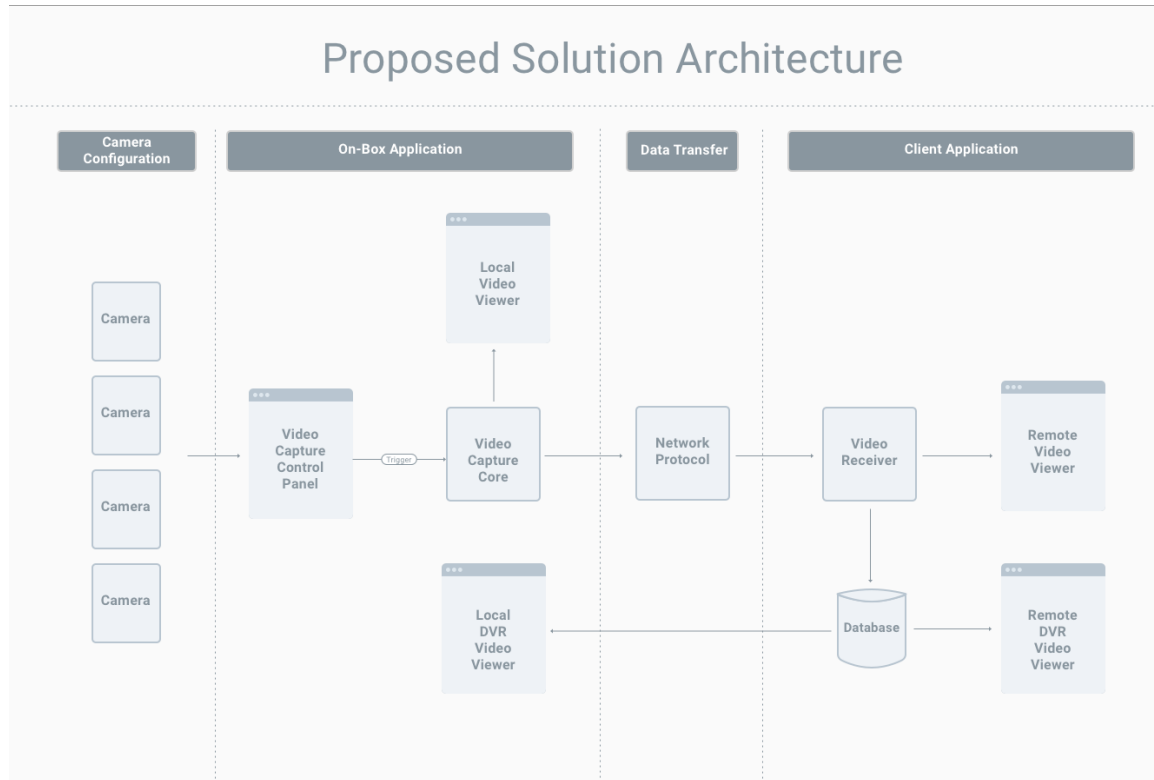 Proposed Solution Architecture
Camera
Configuration
On-Box Application
Data Transfer
Client Application
Camera
Camera
Camera
Camera
Video
Capture
Control
Panel
Trigger
Local
Video
Viewer
Video
Capture
Core
Local
DVR
Video
Viewer
Network
Protocol
Video
Receiver
Database
Remote
Video
Viewer
Remote
DVR
Video
Viewer